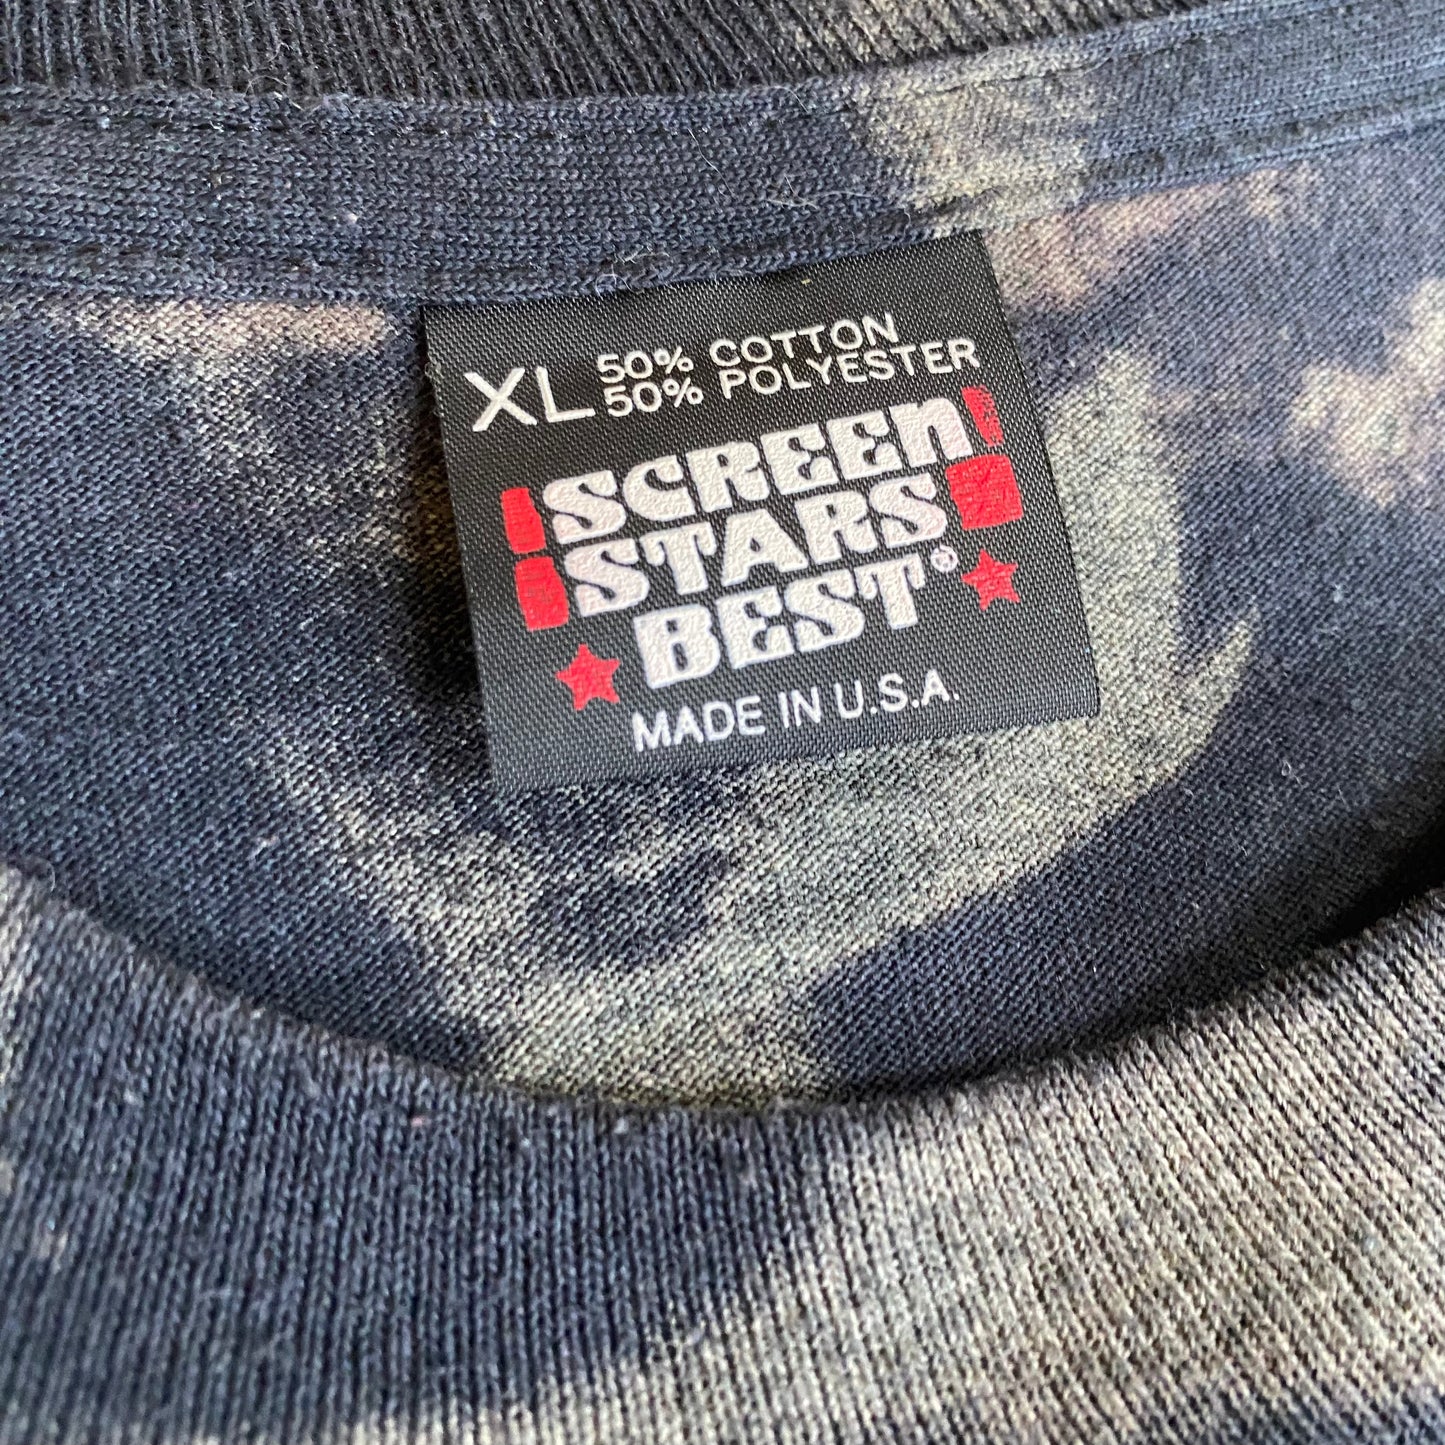 XL 50% COTTON
50% POLYESTER
SCREEN
STARS
BEST®
MADE IN U.S.A.